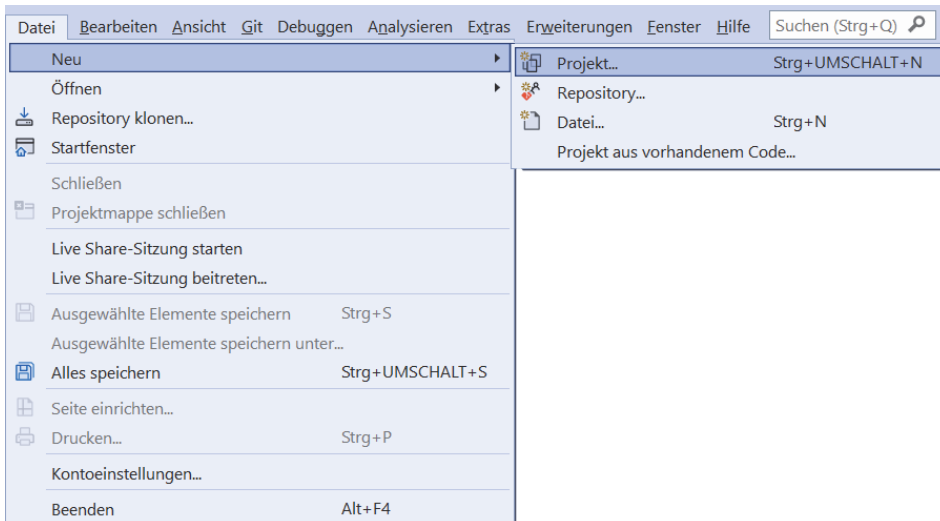 Datei Bearbeiten Ansicht Git Debuggen Analysieren Extras Erweiterungen Fenster Hilfe Suchen (Strg+Q)
Neu
Öffnen
Repository klonen...
Startfenster
Schließen
Projektmappe schließen
Live Share-Sitzung starten
Live Share-Sitzung beitreten...
Ausgewählte Elemente speichern Strg+S
Ausgewählte Elemente speichern unter...
Alles speichern Strg+UMSCHALT+S
Seite einrichten...
Drucken... Strg+P
Kontoeinstellungen...
Beenden Alt+F4
Projekt... Strg+UMSCHALT+N
Repository...
Datei... Strg+N
Projekt aus vorhandenem Code...